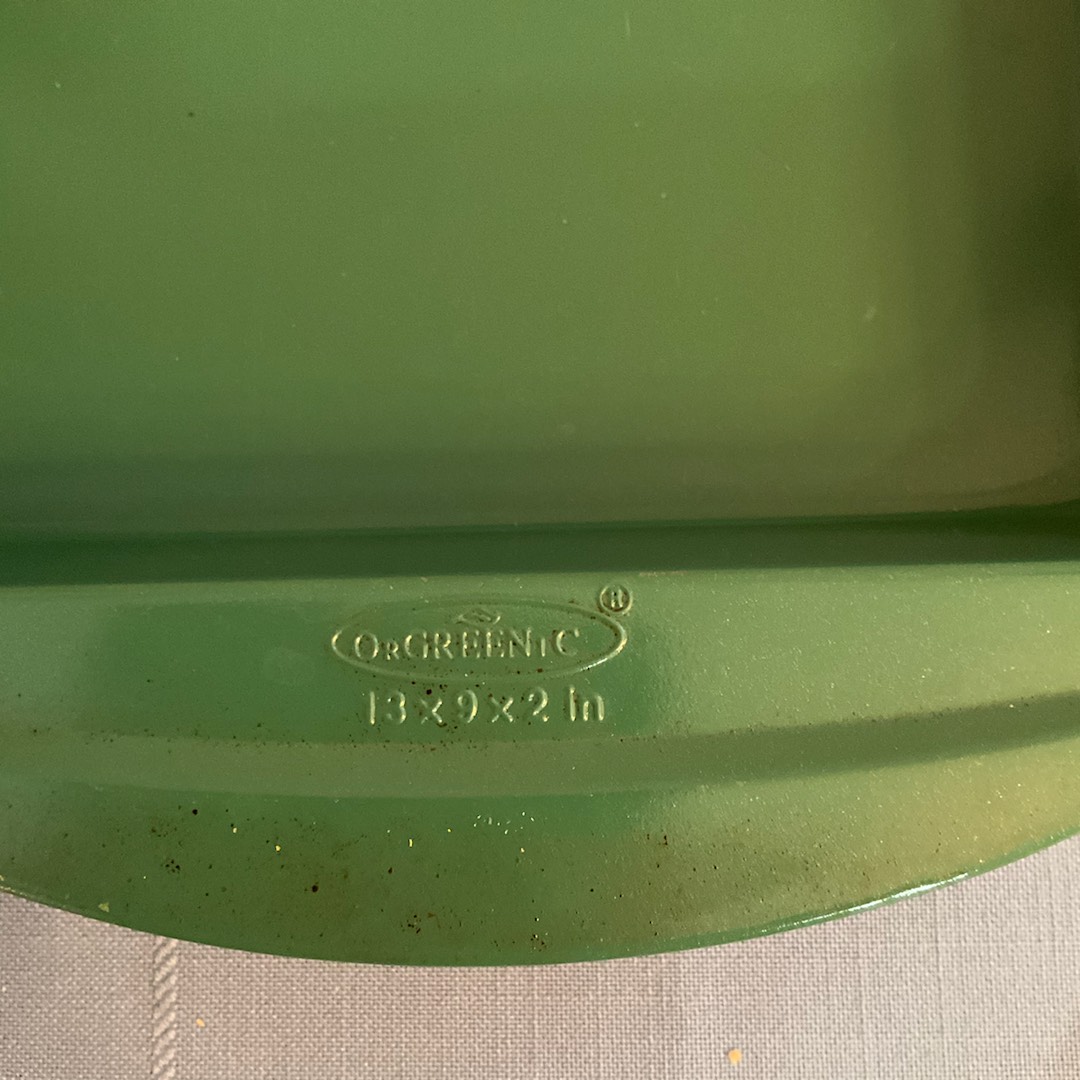 OrGREENiC ®
13 x 9 x 2 in